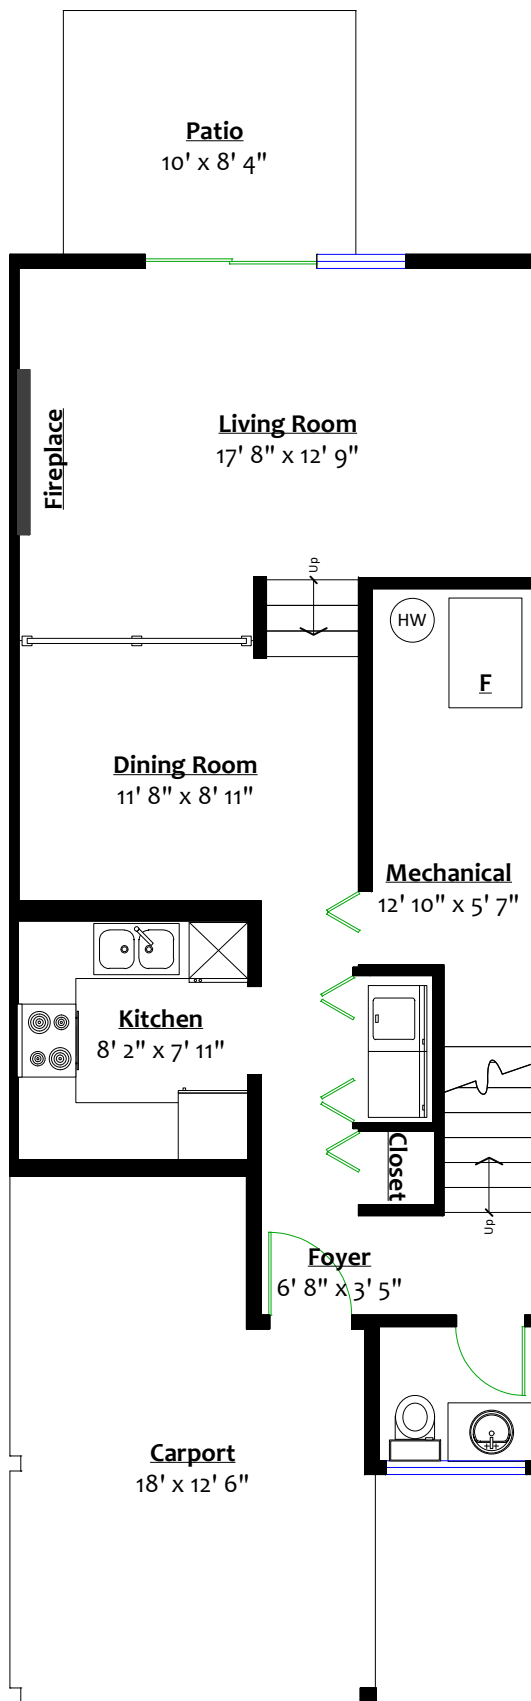 Patio
10' x 8' 4"
Fireplace
Living Room
17' 8" x 12' 9"
Up
HW
F
Dining Room
11' 8" x 8' 11"
Mechanical
12' 10" x 5' 7"
Kitchen
8' 2" x 7' 11"
Closet
Up
Foyer
6' 8" x 3' 5"
Carport
18' x 12' 6"